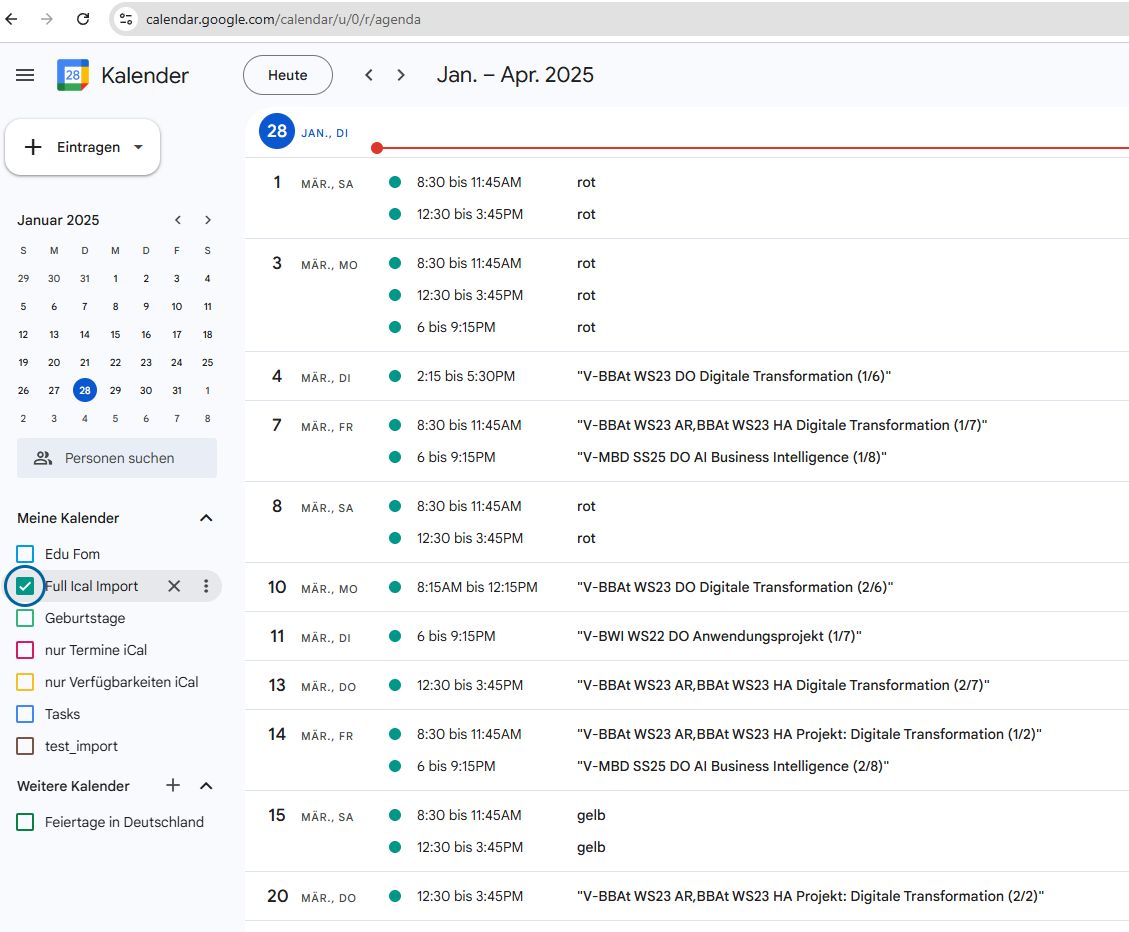 calendar.google.com/calendar/u/0/r/agenda
28 Kalender
Heute
Jan. – Apr. 2025
Eintragen
Januar 2025
S M D M D F S
29 30 31 1 2 3 4
5 6 7 8 9 10 11
12 13 14 15 16 17 18
19 20 21 22 23 24 25
26 27 28 29 30 31 1
2 3 4 5 6 7 8
Personen suchen
Meine Kalender
Edu Fom
Full Ical Import
Geburtstage
nur Termine iCal
nur Verfügbarkeiten iCal
Tasks
test_import
Weitere Kalender
Feiertage in Deutschland
28 JAN., DI
1 MÄR., SA 8:30 bis 11:45AM rot
12:30 bis 3:45PM rot
3 MÄR., MO 8:30 bis 11:45AM rot
12:30 bis 3:45PM rot
6 bis 9:15PM rot
4 MÄR., DI 2:15 bis 5:30PM "V-BBAt WS23 DO Digitale Transformation (1/6)"
7 MÄR., FR 8:30 bis 11:45AM "V-BBAt WS23 AR,BBAt WS23 HA Digitale Transformation (1/7)"
6 bis 9:15PM "V-MBD SS25 DO AI Business Intelligence (1/8)"
8 MÄR., SA 8:30 bis 11:45AM rot
12:30 bis 3:45PM rot
10 MÄR., MO 8:15AM bis 12:15PM "V-BBAt WS23 DO Digitale Transformation (2/6)"
11 MÄR., DI 6 bis 9:15PM "V-BWI WS22 DO Anwendungsprojekt (1/7)"
13 MÄR., DO 12:30 bis 3:45PM "V-BBAt WS23 AR,BBAt WS23 HA Digitale Transformation (2/7)"
14 MÄR., FR 8:30 bis 11:45AM "V-BBAt WS23 AR,BBAt WS23 HA Projekt: Digitale Transformation (1/2)"
6 bis 9:15PM "V-MBD SS25 DO AI Business Intelligence (2/8)"
15 MÄR., SA 8:30 bis 11:45AM gelb
12:30 bis 3:45PM gelb
20 MÄR., DO 12:30 bis 3:45PM "V-BBAt WS23 AR,BBAt WS23 HA Projekt: Digitale Transformation (2/2)"